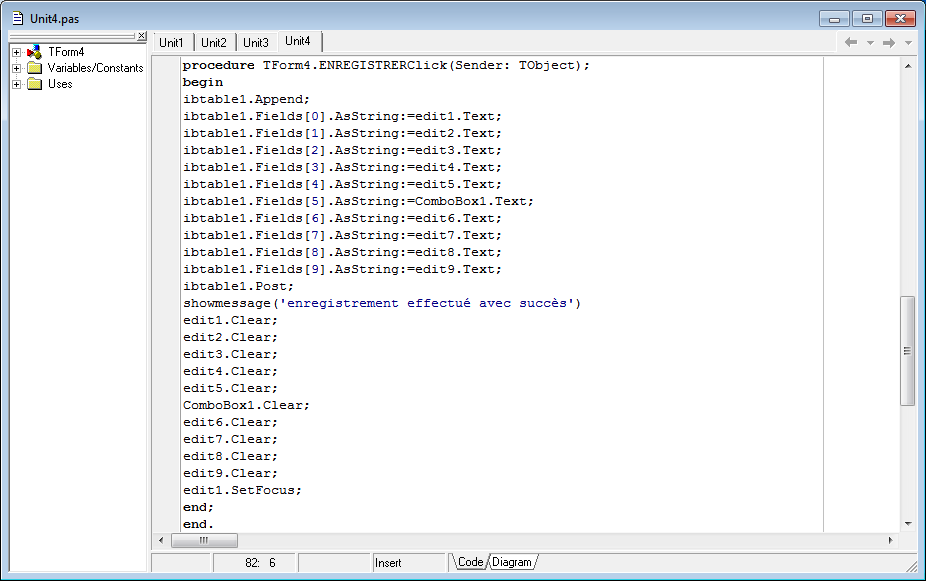 Unit4.pas
TForm4
Variables/Constants
Uses
Unit1 Unit2 Unit3 Unit4
procedure TForm4.ENREGISTRERClick(Sender: TObject);
begin
ibtable1.Append;
ibtable1.Fields[0].AsString:=edit1.Text;
ibtable1.Fields[1].AsString:=edit2.Text;
ibtable1.Fields[2].AsString:=edit3.Text;
ibtable1.Fields[3].AsString:=edit4.Text;
ibtable1.Fields[4].AsString:=edit5.Text;
ibtable1.Fields[5].AsString:=ComboBox1.Text;
ibtable1.Fields[6].AsString:=edit6.Text;
ibtable1.Fields[7].AsString:=edit7.Text;
ibtable1.Fields[8].AsString:=edit8.Text;
ibtable1.Fields[9].AsString:=edit9.Text;
ibtable1.Post;
showmessage('enregistrement effectué avec succès')
edit1.Clear;
edit2.Clear;
edit3.Clear;
edit4.Clear;
edit5.Clear;
ComboBox1.Clear;
edit6.Clear;
edit7.Clear;
edit8.Clear;
edit9.Clear;
edit1.SetFocus;
end;
end.
82: 6 Insert Code Diagram